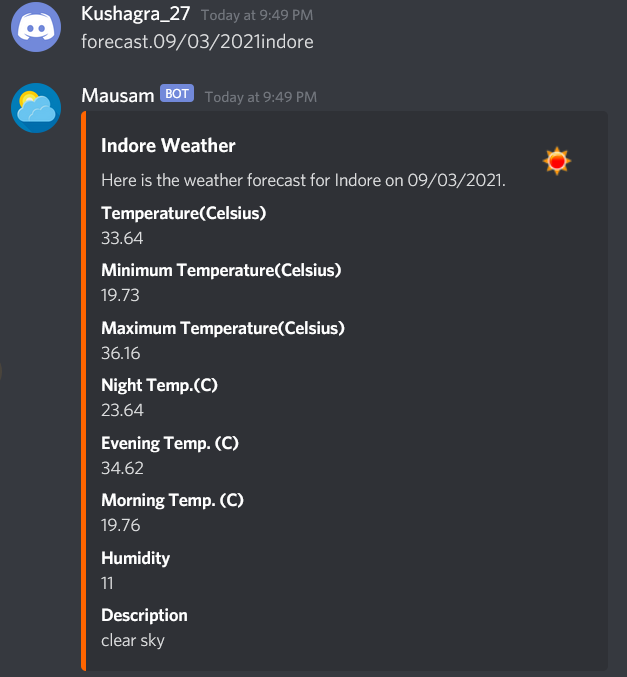 Kushagra_27 Today at 9:49 PM
forecast.09/03/2021indore
Mausam BOT Today at 9:49 PM
Indore Weather
Here is the weather forecast for Indore on 09/03/2021.
Temperature(Celsius)
33.64
Minimum Temperature(Celsius)
19.73
Maximum Temperature(Celsius)
36.16
Night Temp.(C)
23.64
Evening Temp. (C)
34.62
Morning Temp. (C)
19.76
Humidity
11
Description
clear sky